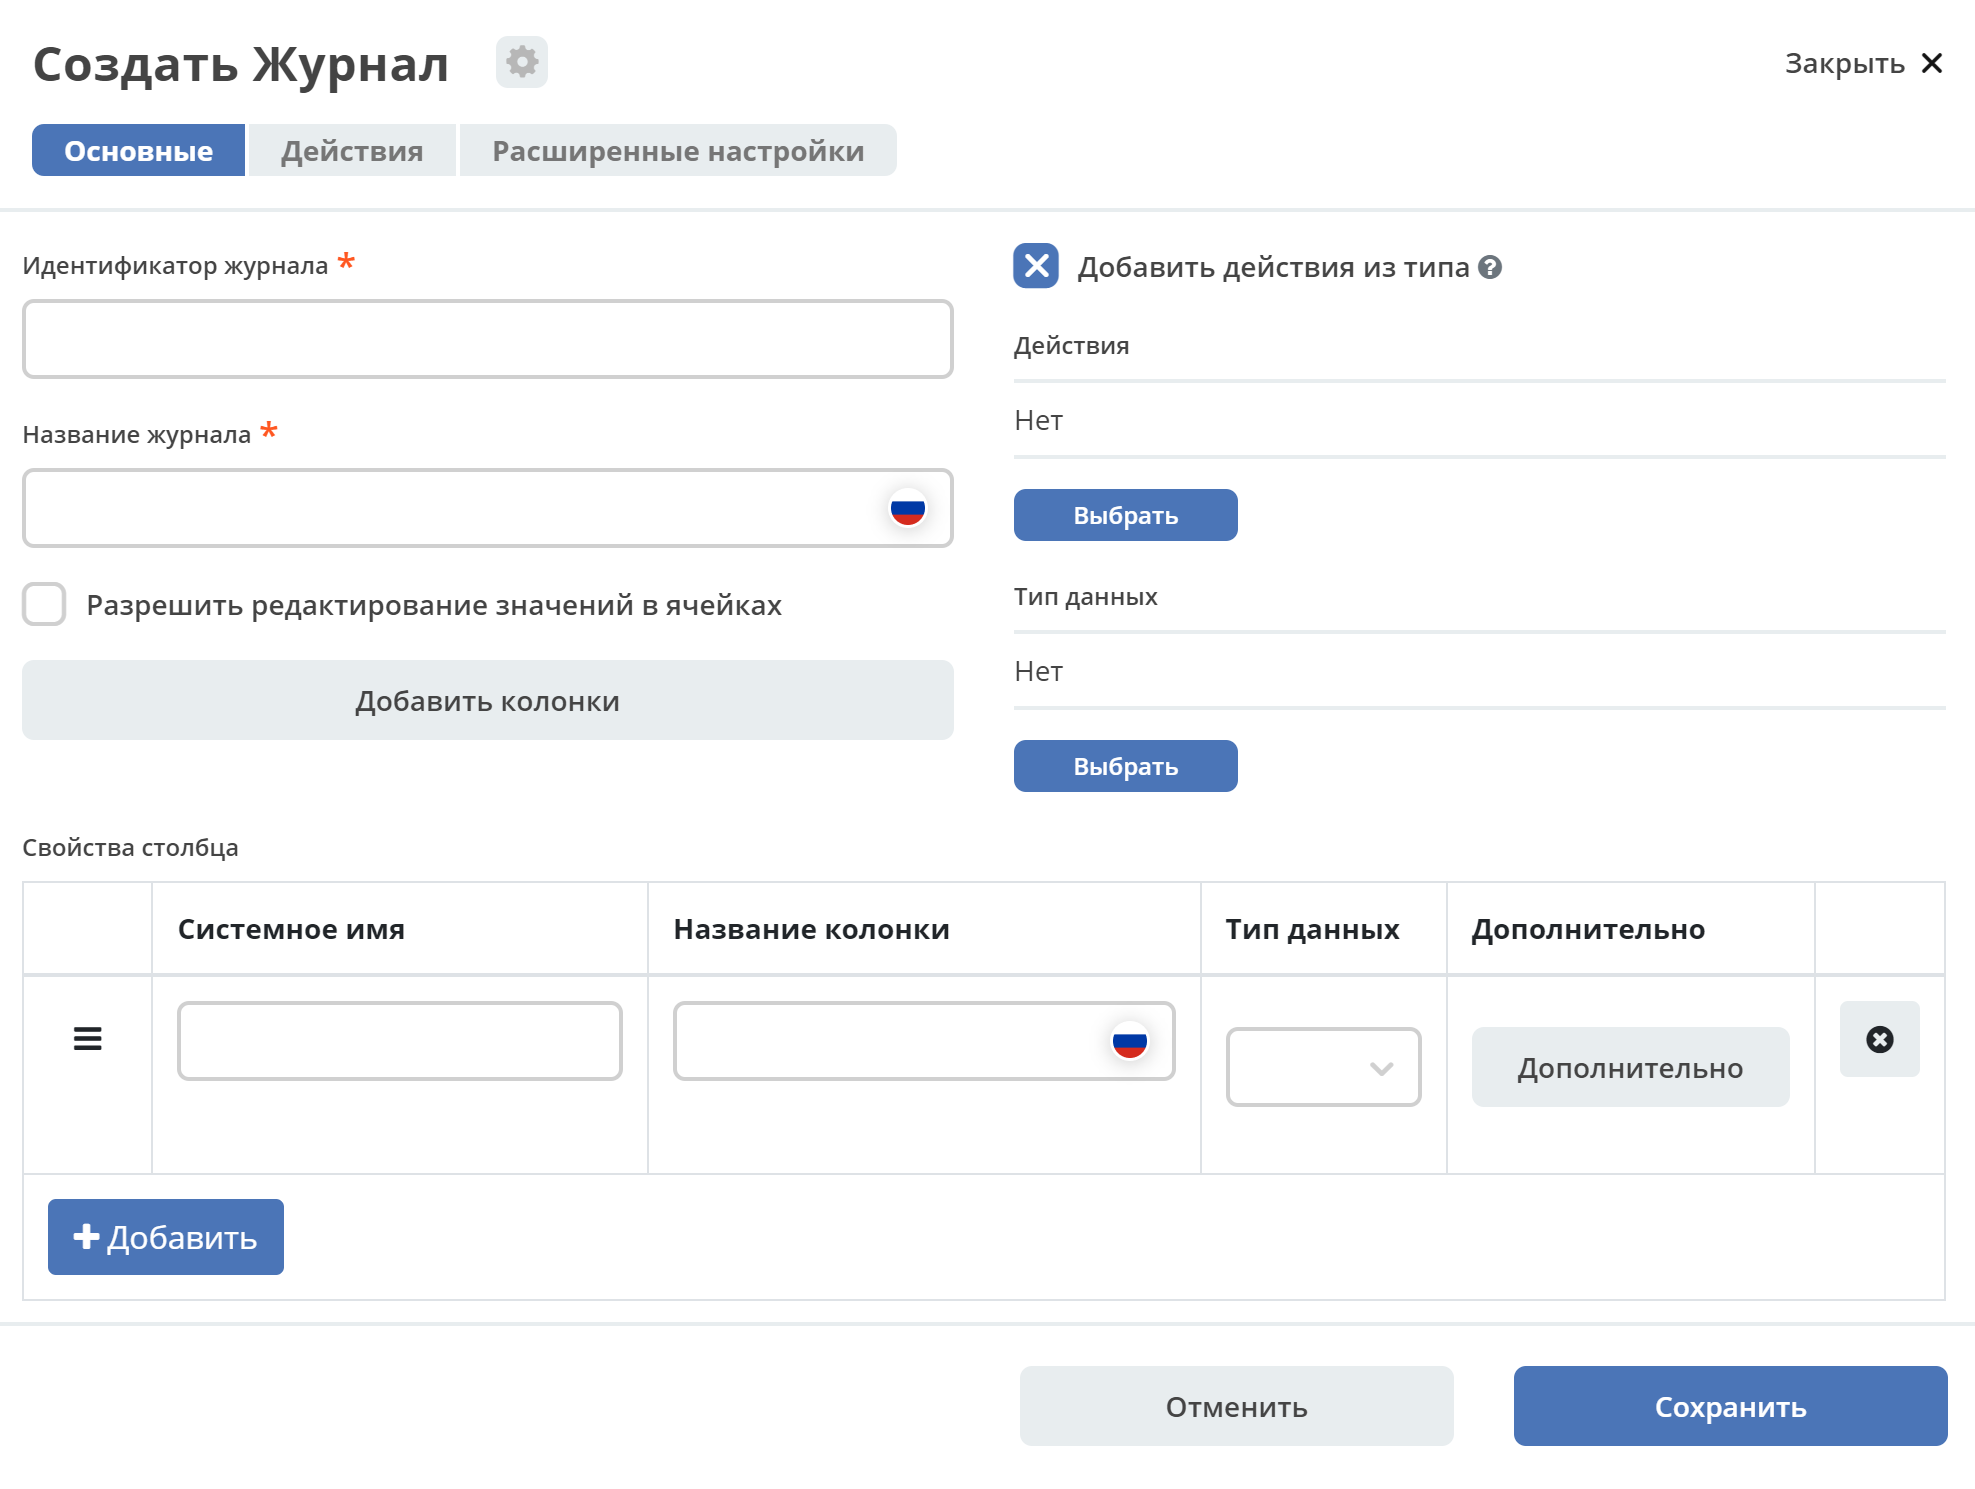 Создать Журнал
Закрыть
Основные
Действия
Расширенные настройки
Идентификатор журнала *
Название журнала *
Разрешить редактирование значений в ячейках
Добавить колонки
Добавить действия из типа
Действия
Нет
Выбрать
Тип данных
Нет
Выбрать
Свойства столбца
Системное имя
Название колонки
Тип данных
Дополнительно
Дополнительно
Добавить
Отменить
Сохранить